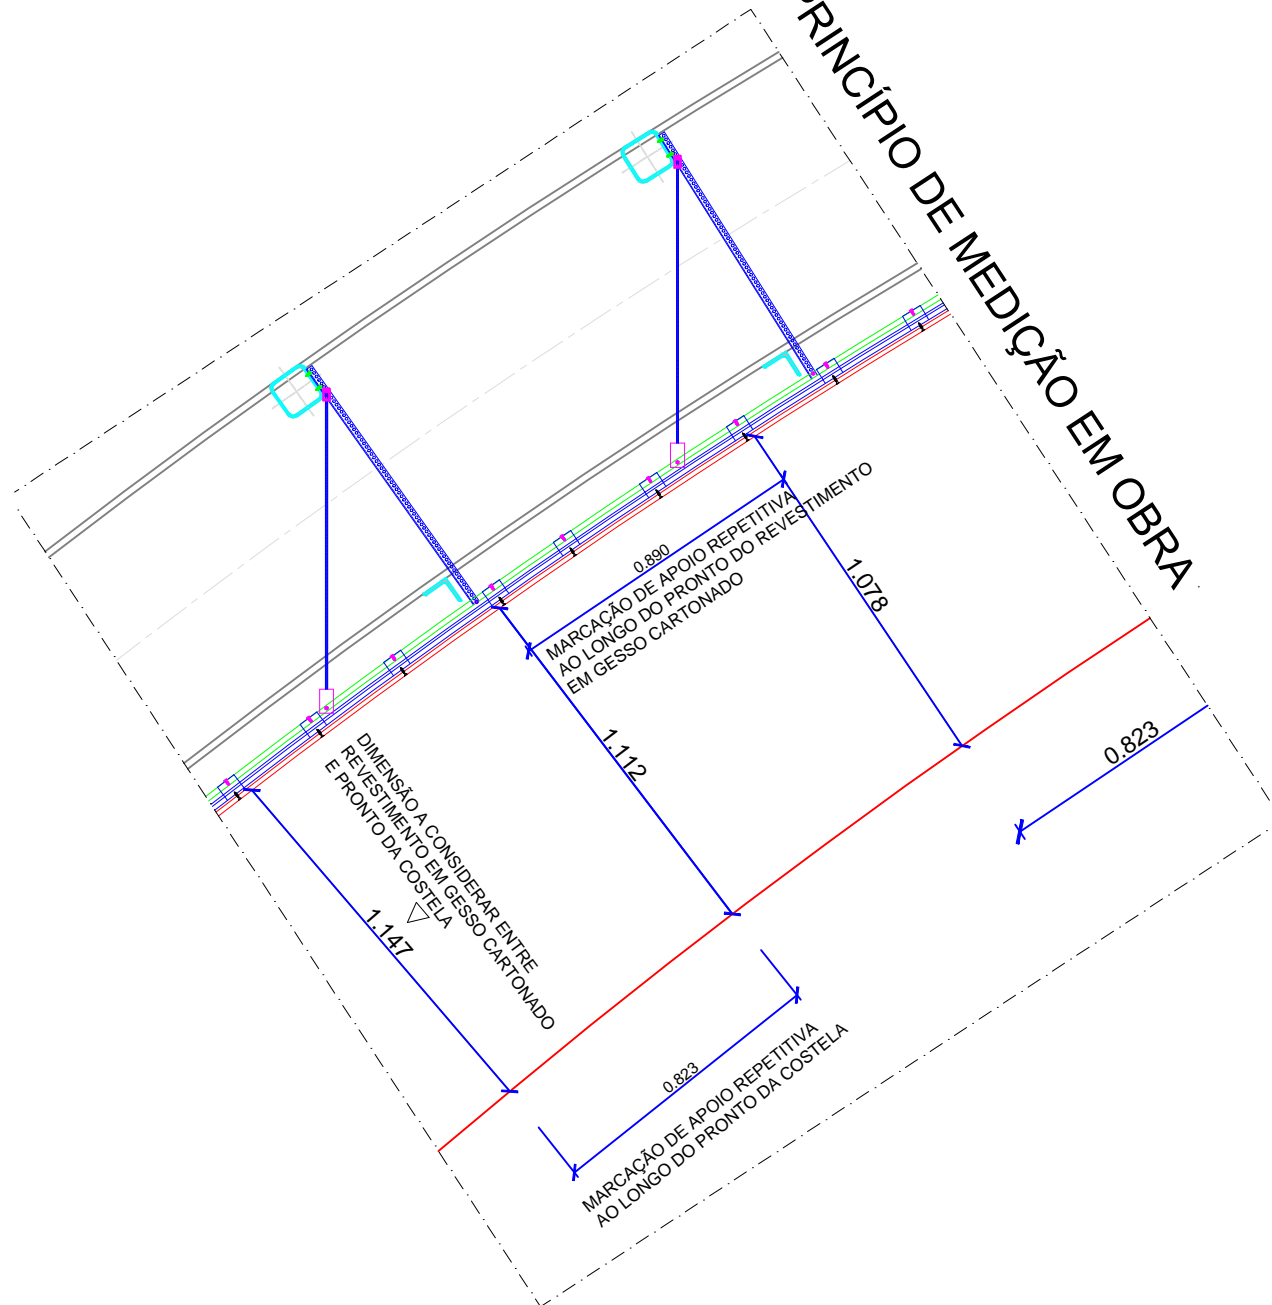 PRINCÍPIO DE MEDIÇÃO EM OBRA
0.890
MARCAÇÃO DE APOIO REPETITIVA
AO LONGO DO PRONTO DO REVESTIMENTO
EM GESSO CARTONADO
1.078
1.112
0.823
DIMENSÃO A CONSIDERAR ENTRE
REVESTIMENTO EM GESSO CARTONADO
E PRONTO DA COSTELA
1.147
0.823
MARCAÇÃO DE APOIO REPETITIVA
AO LONGO DO PRONTO DA COSTELA